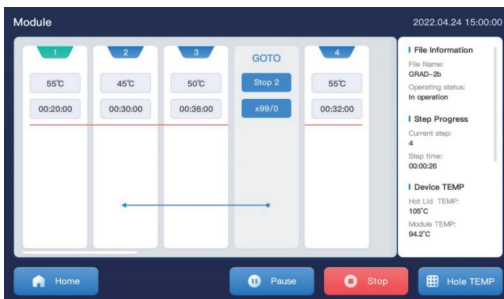 Module
2022.04.24 15:00:00
1
2
3
GOTO
4
55℃
45℃
50℃
Stop 2
55℃
00:20:00
00:30:00
00:36:00
x99/0
00:32:00
File Information
File Name:
GRAD-2b
Operating status:
In operation
Step Progress
Current step:
4
Step time:
00:00:26
Device TEMP
Hot Lid TEMP:
105℃
Module TEMP:
94.2℃
Home
Pause
Stop
Hole TEMP